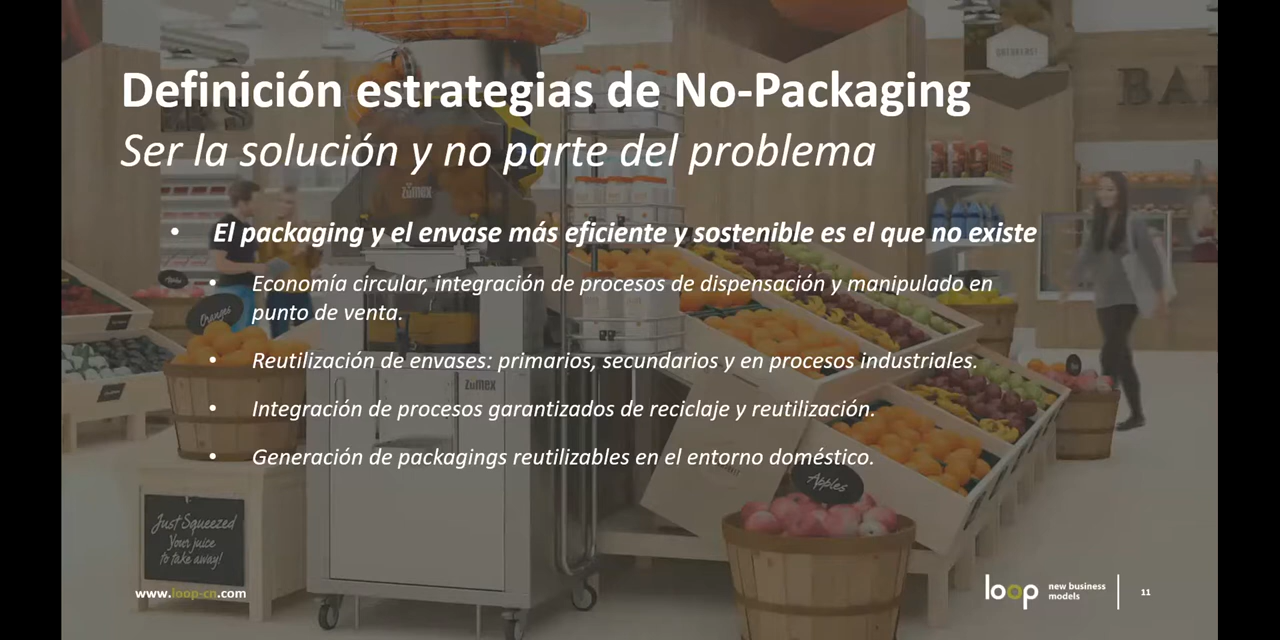 Definición estrategias de No-Packaging
Ser la solución y no parte del problema
• El packaging y el envase más eficiente y sostenible es el que no existe
• Economía circular, integración de procesos de dispensación y manipulado en
punto de venta.
• Reutilización de envases: primarios, secundarios y en procesos industriales.
• Integración de procesos garantizados de reciclaje y reutilización.
• Generación de packagings reutilizables en el entorno doméstico.
zumex
zumex
Oranges
Apples
Just Squeezed
Your juice
to take away!
www.loop-cn.com
loop new business
models
11